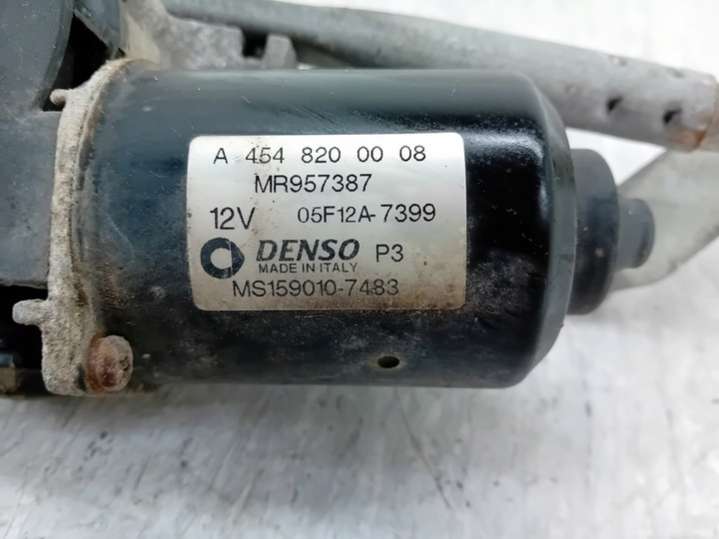 A 454 820 00 08
MR957387
12V 05F12A-7399
DENSO P3
MADE IN ITALY
MS159010-7483